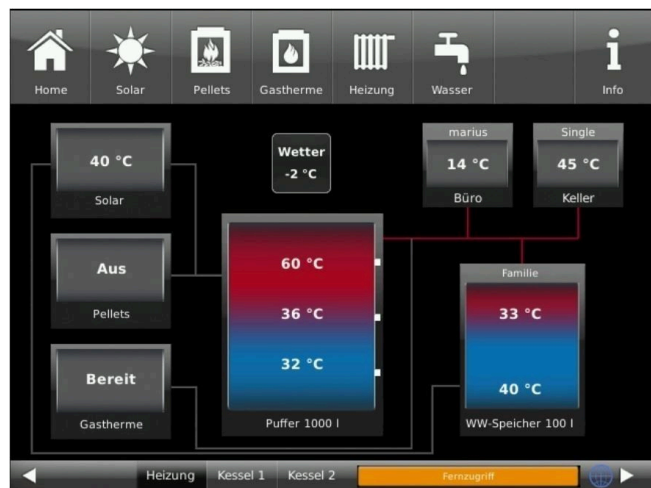 Home Solar Pellets Gastherme Heizung Wasser Info
40 °C
Solar
Wetter
-2 °C
marius
14 °C
Büro
Single
45 °C
Keller
Aus
Pellets
60 °C
36 °C
32 °C
Puffer 1000 l
Familie
33 °C
40 °C
WW-Speicher 100 l
Bereit
Gastherme
Heizung Kessel 1 Kessel 2 Fernzugriff